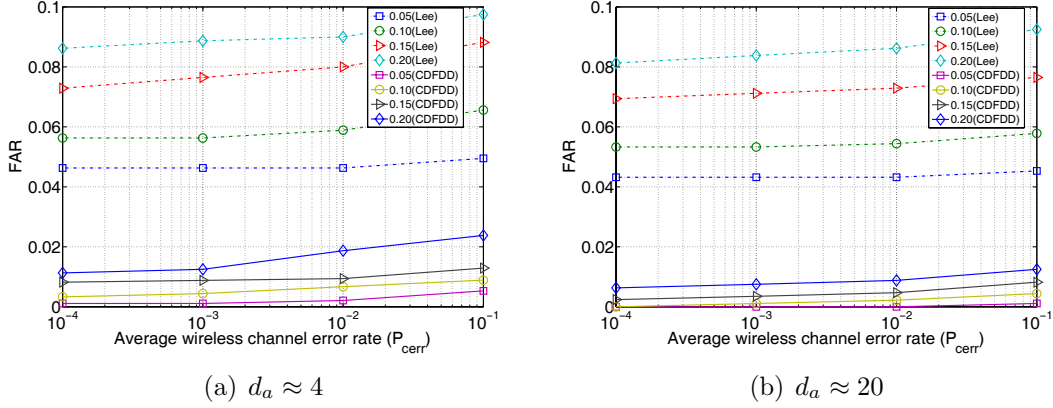 0.1
0.08
0.06
0.04
0.02
0
FAR
0.05(Lee)
0.10(Lee)
0.15(Lee)
0.20(Lee)
0.05(CDFDD)
0.10(CDFDD)
0.15(CDFDD)
0.20(CDFDD)
10⁻⁴ 10⁻³ 10⁻² 10⁻¹
Average wireless channel error rate (P_cerr)
(a) d_a ≈ 4
0.1
0.08
0.06
0.04
0.02
0
FAR
0.05(Lee)
0.10(Lee)
0.15(Lee)
0.20(Lee)
0.05(CDFDD)
0.10(CDFDD)
0.15(CDFDD)
0.20(CDFDD)
10⁻⁴ 10⁻³ 10⁻² 10⁻¹
Average wireless channel error rate (P_cerr)
(b) d_a ≈ 20